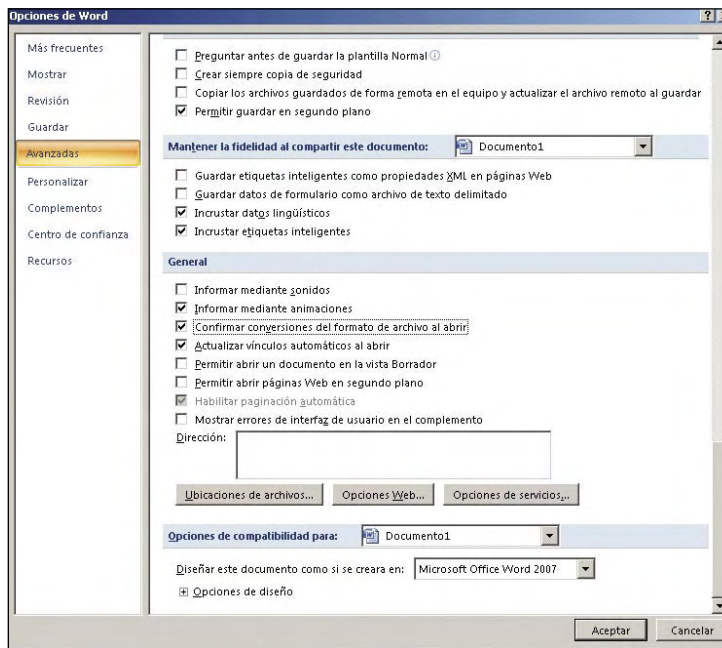 Opciones de Word
Más frecuentes
Mostrar
Revisión
Guardar
Avanzadas
Personalizar
Complementos
Centro de confianza
Recursos
Preguntar antes de guardar la plantilla Normal
Crear siempre copia de seguridad
Copiar los archivos guardados de forma remota en el equipo y actualizar el archivo remoto al guardar
Permitir guardar en segundo plano
Mantener la fidelidad al compartir este documento: Documento1
Guardar etiquetas inteligentes como propiedades XML en páginas Web
Guardar datos de formulario como archivo de texto delimitado
Incrustar datos lingüísticos
Incrustar etiquetas inteligentes
General
Informar mediante sonidos
Informar mediante animaciones
Confirmar conversiones del formato de archivo al abrir
Actualizar vínculos automáticos al abrir
Permitir abrir un documento en la vista Borrador
Permitir abrir páginas Web en segundo plano
Habilitar paginación automática
Mostrar errores de interfaz de usuario en el complemento
Dirección:
Ubicaciones de archivos... Opciones Web... Opciones de servicios...
Opciones de compatibilidad para: Documento1
Diseñar este documento como si se creara en: Microsoft Office Word 2007
Opciones de diseño
Aceptar Cancelar